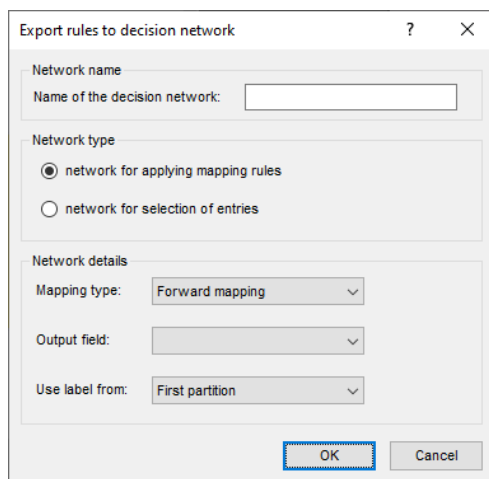 Export rules to decision network ?
Network name
Name of the decision network:
Network type
network for applying mapping rules
network for selection of entries
Network details
Mapping type: Forward mapping
Output field:
Use label from: First partition
OK Cancel